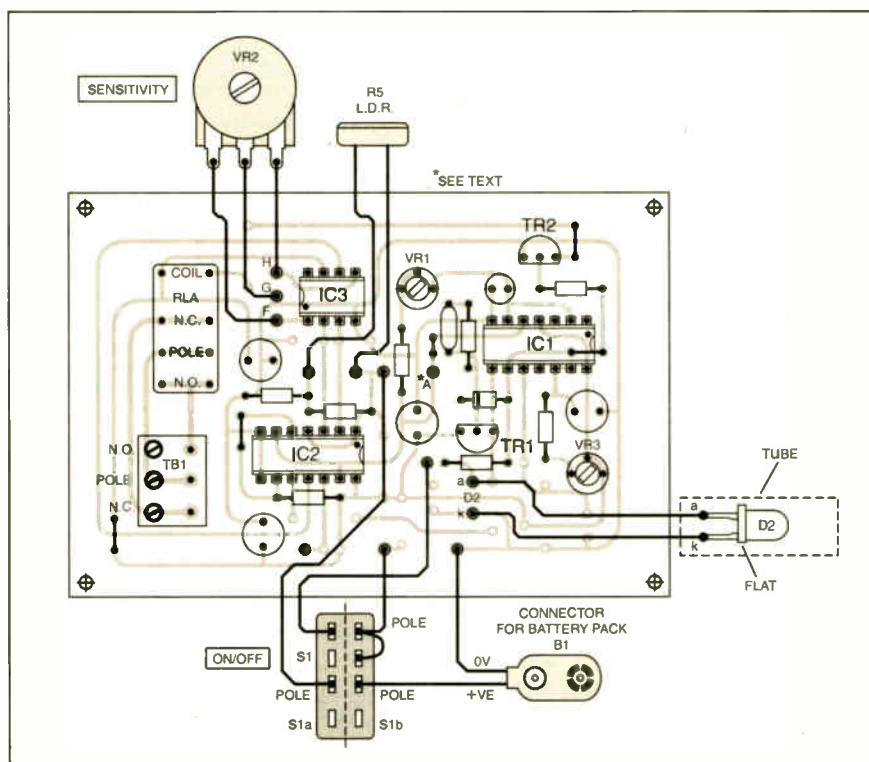 VR2
SENSITIVITY
R5
L.D.R.
*SEE TEXT
TR2
COIL
RLA
N.C.
POLE
N.O.
H
G
F
IC3
VR1
IC1
*A
IC2
TR1
VR3
N.O.
TB1
POLE
N.C.
a
D2
k
TUBE
a
D2
k
FLAT
POLE
CONNECTOR
FOR BATTERY PACK
B1
S1
ON/OFF
0V
POLE
POLE
+VE
S1a
S1b